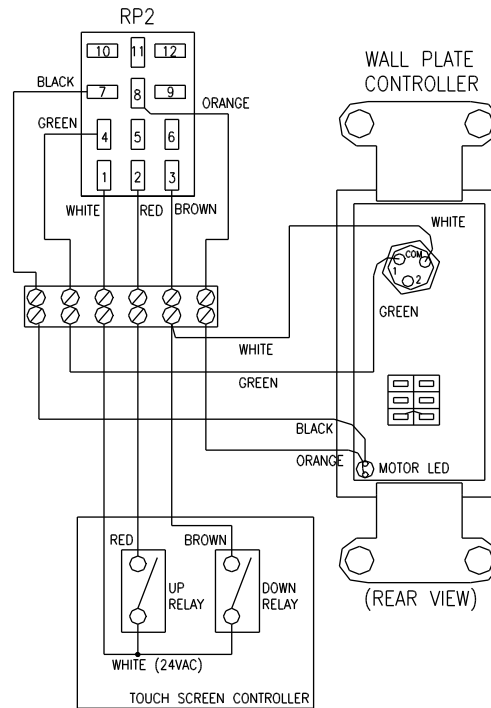 RP2
10 11 12
7 8 9
4 5 6
1 2 3
BLACK
ORANGE
GREEN
WHITE
RED
BROWN
WALL PLATE
CONTROLLER
WHITE
COM
1
2
GREEN
WHITE
GREEN
BLACK
ORANGE
MOTOR LED
(REAR VIEW)
RED
BROWN
UP
RELAY
DOWN
RELAY
WHITE (24VAC)
TOUCH SCREEN CONTROLLER